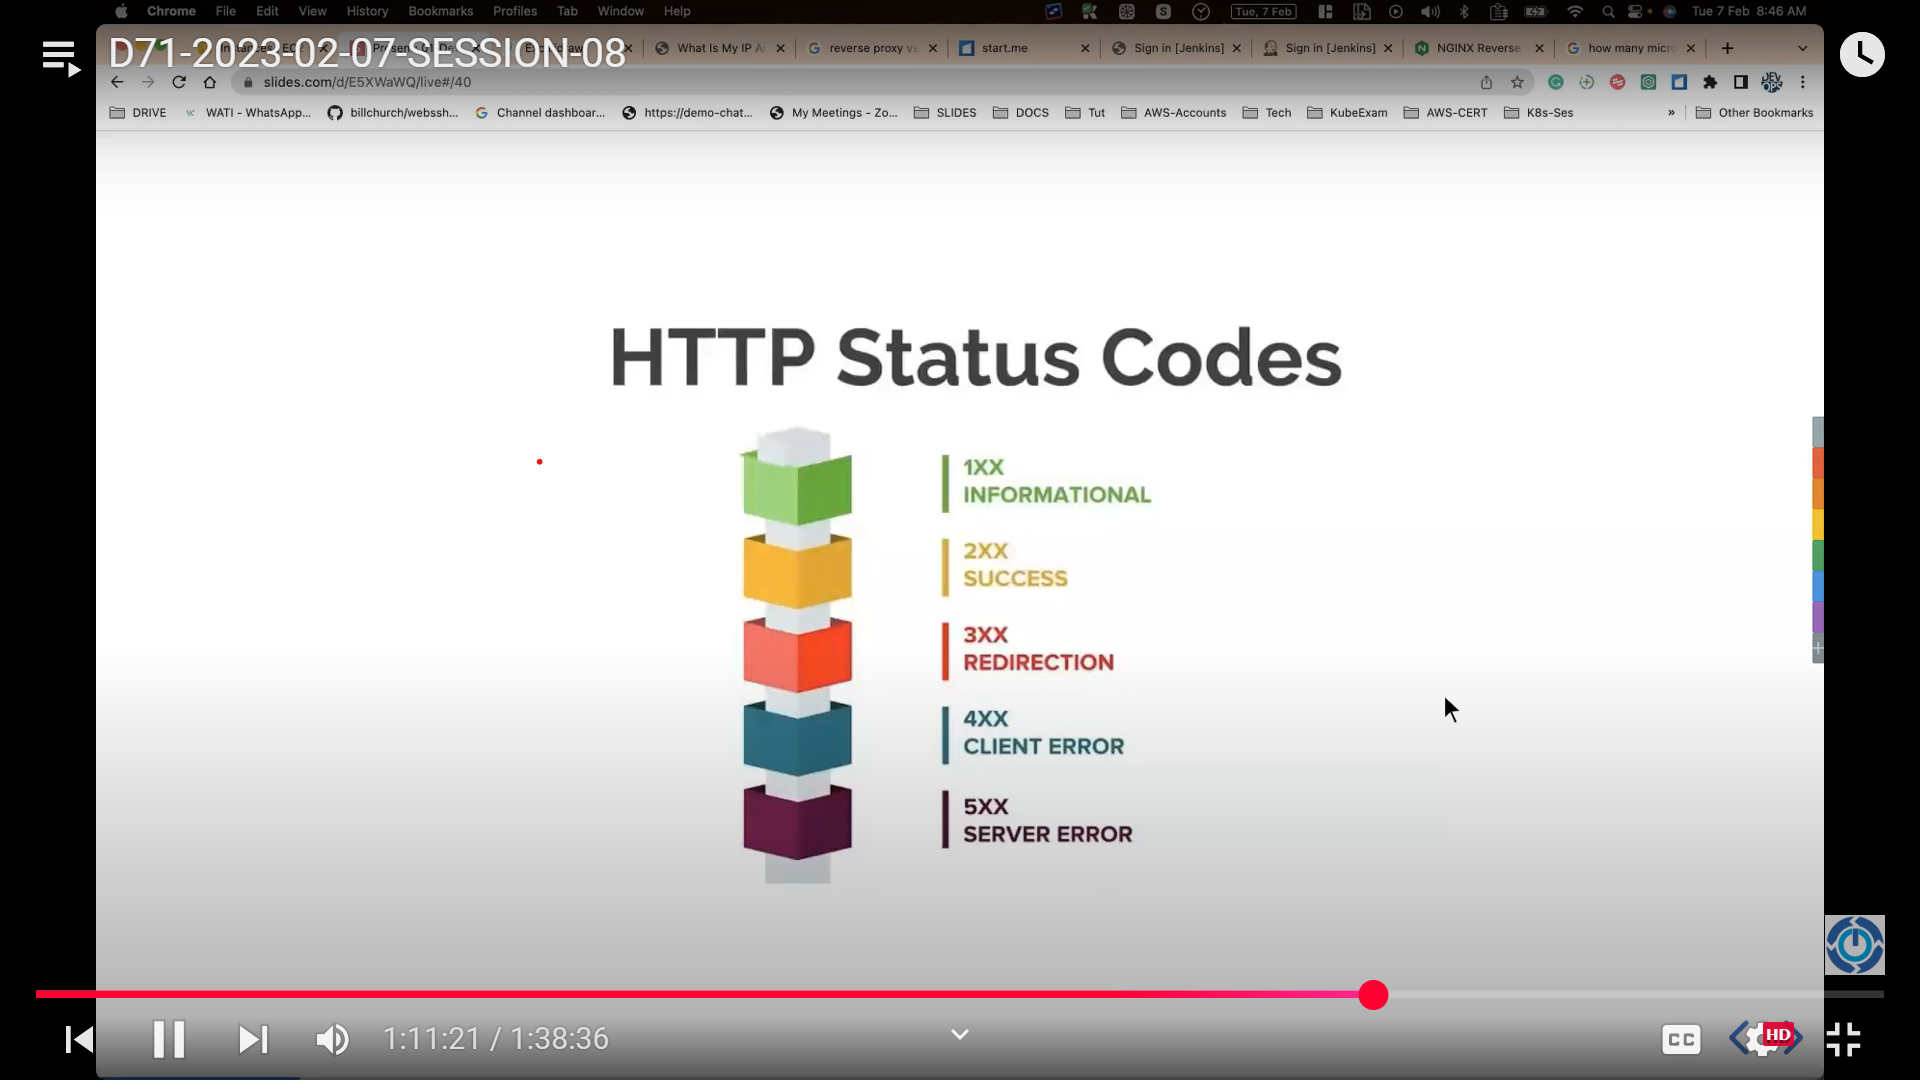 Chrome File Edit View History Bookmarks Profiles Tab Window Help Tue, 7 Feb Tue 7 Feb 8:46 AM
D71-2023-02-07-SESSION-08
What Is My IP A reverse proxy vs start.me Sign in [Jenkins] Sign in [Jenkins] NGINX Reverse how many micro
slides.com/d/E5XWaWQ/live#/40
DRIVE WATI - WhatsApp... billchurch/webssh... Channel dashboar... https://demo-chat... My Meetings - Zo... SLIDES DOCS Tut AWS-Accounts Tech KubeExam AWS-CERT K8s-Ses » Other Bookmarks
HTTP Status Codes
1XX
INFORMATIONAL
2XX
SUCCESS
3XX
REDIRECTION
4XX
CLIENT ERROR
5XX
SERVER ERROR
1:11:21 / 1:38:36
CC HD